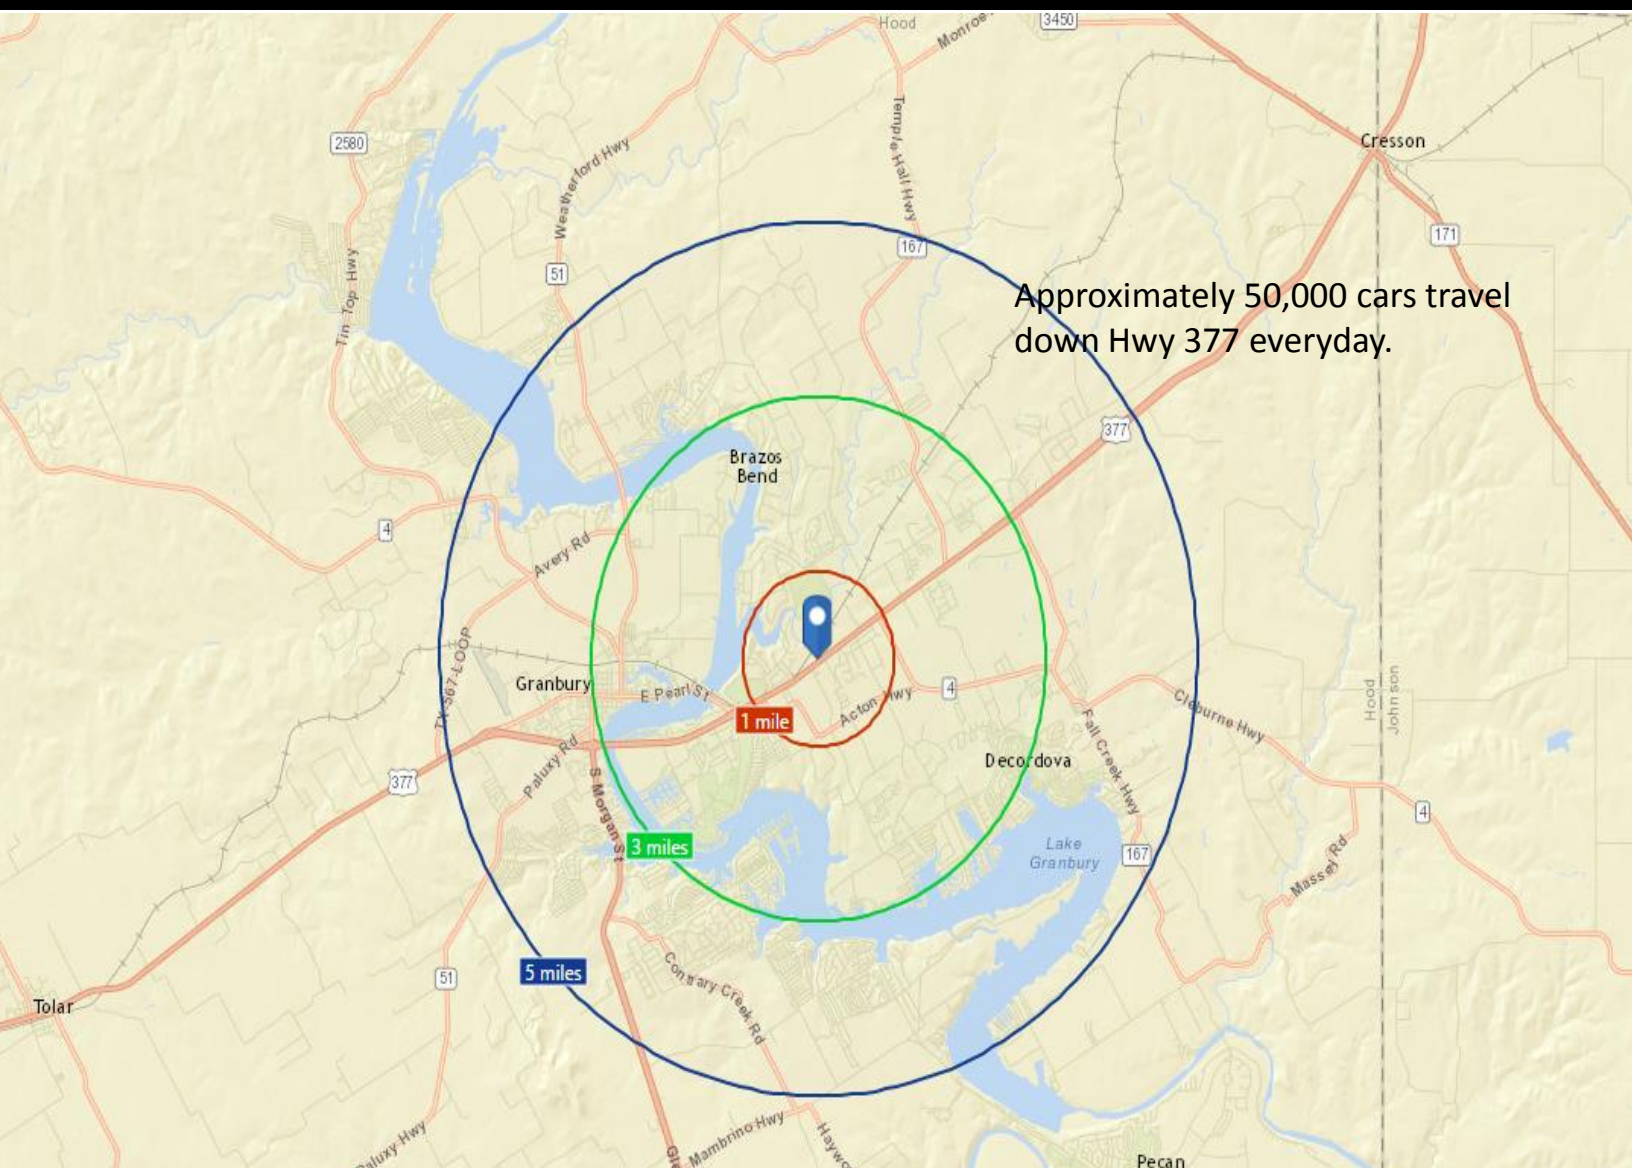 Hood
3450
Monroe
Temple Hall Hwy
Cresson
2580
Weatherford Hwy
167
171
51
Tin Top Hwy
Approximately 50,000 cars travel
down Hwy 377 everyday.
377
Brazos
Bend
4
Avery Rd
TX-567-LOOP
Granbury
E Pearl St
4
Hood
Johnson
1 mile
Acton Hwy
Cleburne Hwy
Fall Creek Hwy
Decordova
Paluxy Rd
377
S Morgan St
4
3 miles
Lake
Granbury
167
Massey Rd
5 miles
51
Contrary Creek Rd
Tolar
Mambrino Hwy
Paluxy Hwy
Pecan